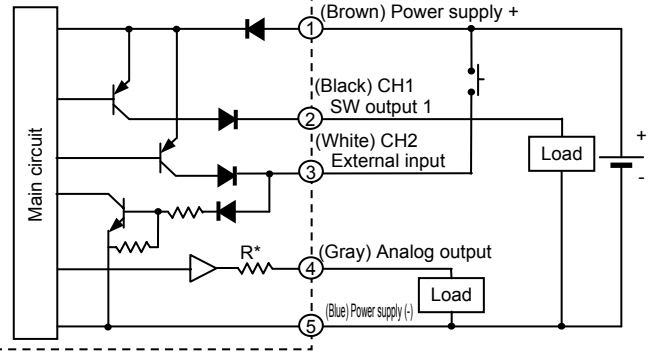 (Brown) Power supply +
1
(Black) CH1
SW output 1
2
(White) CH2
External input
3
Main circuit
Load
+
-
R*
(Gray) Analog output
4
Load
(Blue) Power supply (-)
5